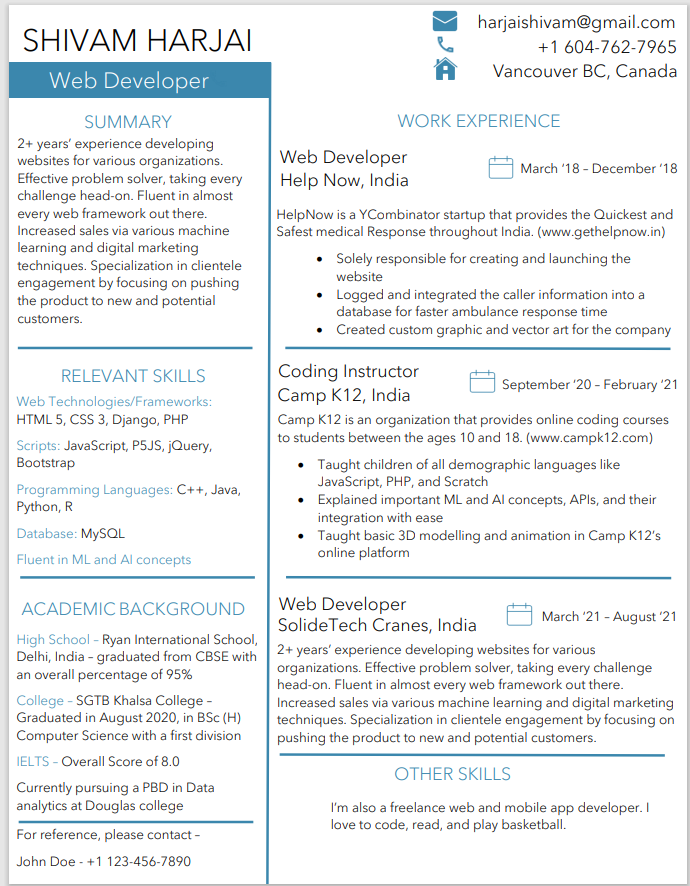 SHIVAM HARJAI
Web Developer
harjaishivam@gmail.com
+1 604-762-7965
Vancouver BC, Canada
SUMMARY
2+ years’ experience developing
websites for various organizations.
Effective problem solver, taking every
challenge head-on. Fluent in almost
every web framework out there.
Increased sales via various machine
learning and digital marketing
techniques. Specialization in clientele
engagement by focusing on pushing
the product to new and potential
customers.
RELEVANT SKILLS
Web Technologies/Frameworks:
HTML 5, CSS 3, Django, PHP
Scripts: JavaScript, P5JS, jQuery,
Bootstrap
Programming Languages: C++, Java,
Python, R
Database: MySQL
Fluent in ML and AI concepts
ACADEMIC BACKGROUND
High School – Ryan International School,
Delhi, India – graduated from CBSE with
an overall percentage of 95%
College – SGTB Khalsa College –
Graduated in August 2020, in BSc (H)
Computer Science with a first division
IELTS – Overall Score of 8.0
Currently pursuing a PBD in Data
analytics at Douglas college
For reference, please contact –
John Doe - +1 123-456-7890
WORK EXPERIENCE
Web Developer
Help Now, India
March ‘18 – December ‘18
HelpNow is a YCombinator startup that provides the Quickest and
Safest medical Response throughout India. (www.gethelpnow.in)
• Solely responsible for creating and launching the
website
• Logged and integrated the caller information into a
database for faster ambulance response time
• Created custom graphic and vector art for the company
Coding Instructor
Camp K12, India
September ‘20 – February ‘21
Camp K12 is an organization that provides online coding courses
to students between the ages 10 and 18. (www.campk12.com)
• Taught children of all demographic languages like
JavaScript, PHP, and Scratch
• Explained important ML and AI concepts, APIs, and their
integration with ease
• Taught basic 3D modelling and animation in Camp K12’s
online platform
Web Developer
SolideTech Cranes, India
March ‘21 – August ‘21
2+ years’ experience developing websites for various
organizations. Effective problem solver, taking every challenge
head-on. Fluent in almost every web framework out there.
Increased sales via various machine learning and digital marketing
techniques. Specialization in clientele engagement by focusing on
pushing the product to new and potential customers.
OTHER SKILLS
I’m also a freelance web and mobile app developer. I
love to code, read, and play basketball.